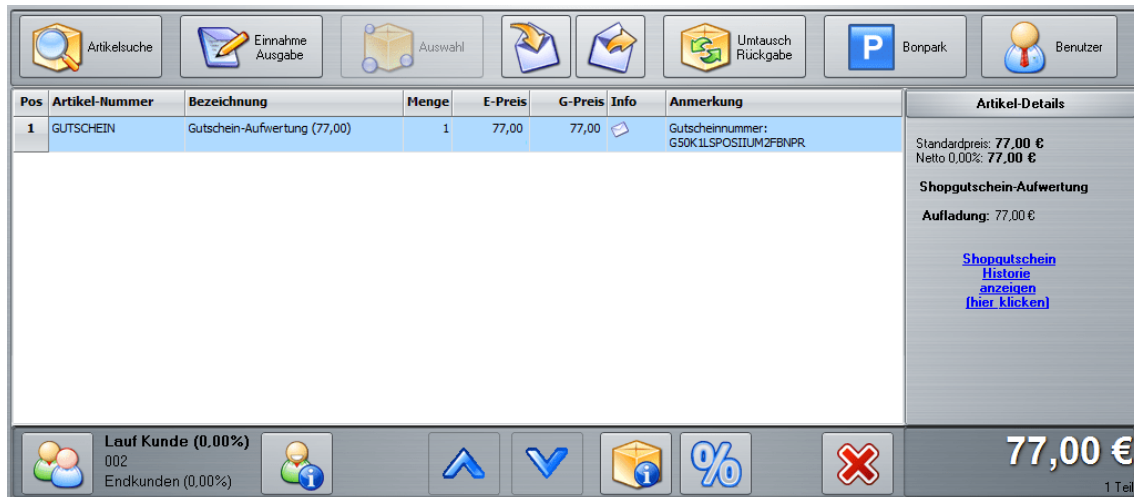 Artikelsuche
Einnahme
Ausgabe
Auswahl
Umtausch
Rückgabe
P
Bonpark
Benutzer
Pos Artikel-Nummer Bezeichnung Menge E-Preis G-Preis Info Anmerkung
1 GUTSCHEIN Gutschein-Aufwertung (77,00) 1 77,00 77,00 Gutscheinnummer:
G50K1LSPOSIIUM2FBNPR
Artikel-Details
Standardpreis: 77,00 €
Netto 0,00%: 77,00 €
Shopgutschein-Aufwertung
Aufladung: 77,00 €
Shopgutschein
Historie
anzeigen
(hier klicken)
Lauf Kunde (0,00%)
002
Endkunden (0,00%)
%
77,00 €
1 Teil